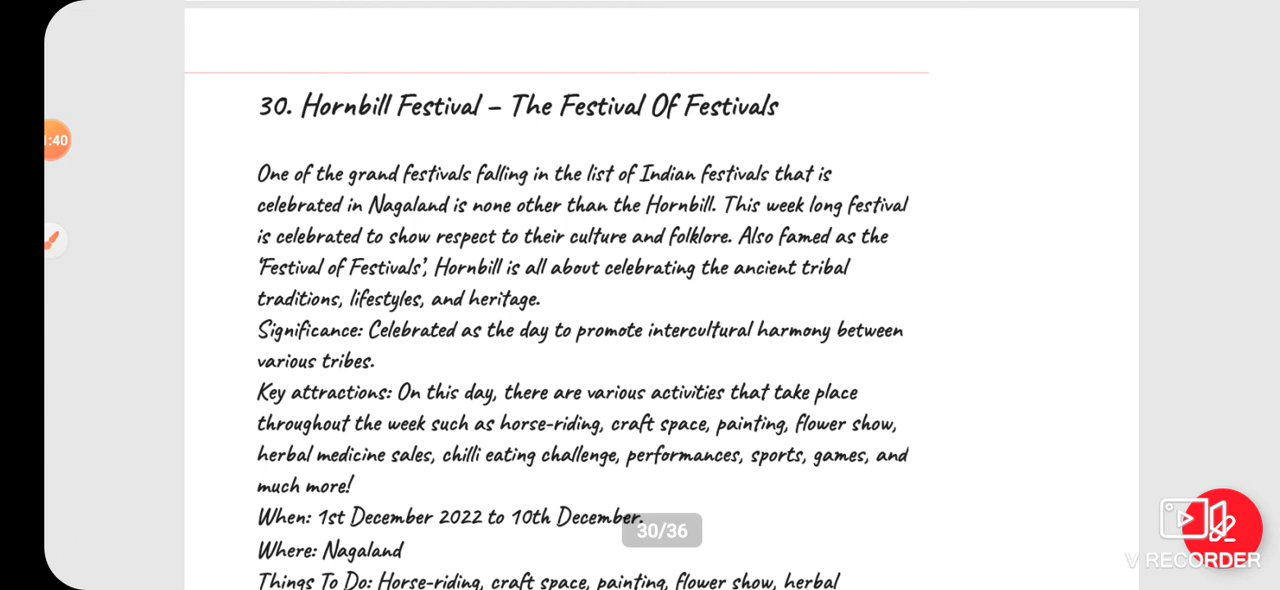 30. Hornbill Festival – The Festival Of Festivals
:40
One of the grand festivals falling in the list of Indian festivals that is
celebrated in Nagaland is none other than the Hornbill. This week long festival
is celebrated to show respect to their culture and folklore. Also famed as the
'Festival of Festivals', Hornbill is all about celebrating the ancient tribal
traditions, lifestyles, and heritage.
Significance: Celebrated as the day to promote intercultural harmony between
various tribes.
Key attractions: On this day, there are various activities that take place
throughout the week such as horse-riding, craft space, painting, flower show,
herbal medicine sales, chilli eating challenge, performances, sports, games, and
much more!
When: 1st December 2022 to 10th December.
30/36
Where: Nagaland
V RECORDER
Things To Do: Horse-riding, craft space, painting, flower show, herbal